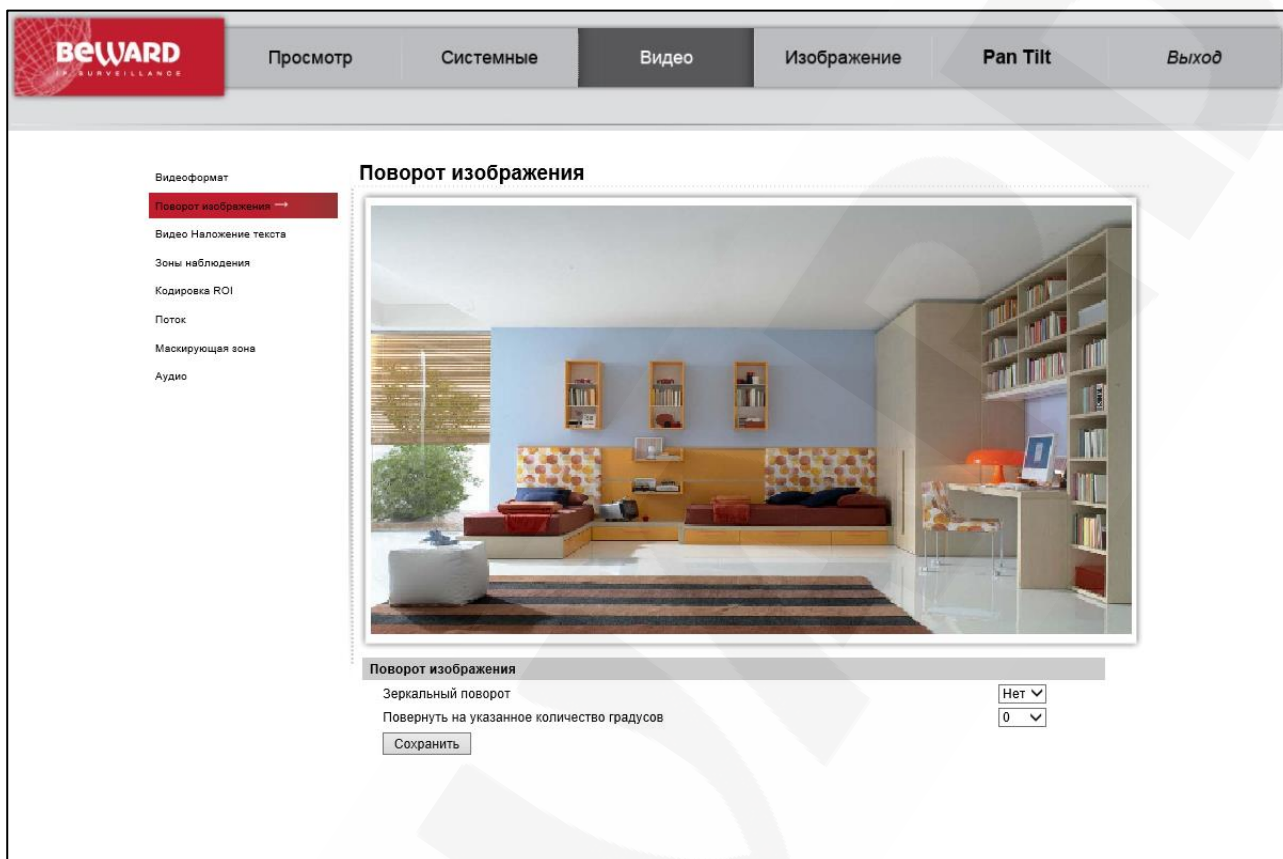 BEWARD
IP SURVEILLANCE
Просмотр
Системные
Видео
Изображение
Pan Tilt
Выход
Видеоформат
Поворот изображения →
Видео Наложение текста
Зоны наблюдения
Кодировка ROI
Поток
Маскирующая зона
Аудио
Поворот изображения
Поворот изображения
Зеркальный поворот Нет
Повернуть на указанное количество градусов 0
Сохранить